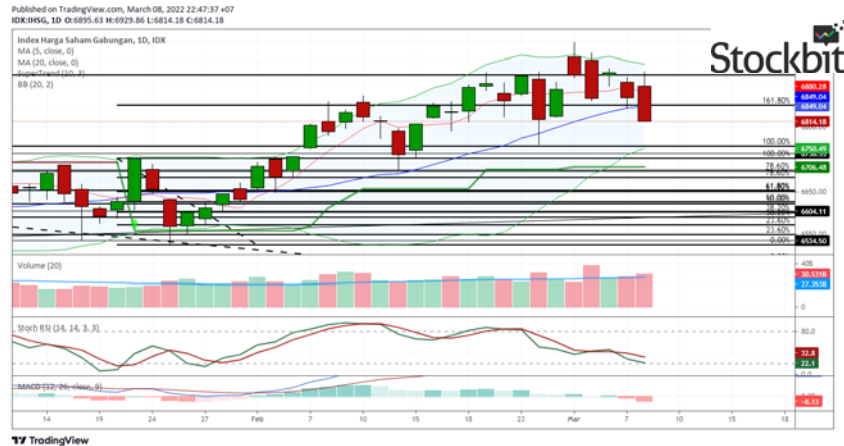 Published on TradingView.com, March 08, 2022 22:47:37 +07
IDX:IHSG, 1D O:6895.63 H:6929.86 L:6814.18 C:6814.18
Stockbit
Index Harga Saham Gabungan, 1D, IDX
MA (5, close, 0)
MA (20, close, 0)
SuperTrend (10, 3)
BB (20, 2)
6880.28
6849.04
161.80%
6849.04
6814.18
100.00%
6750.49
100.00%
78.60%
6706.48
78.60%
61.80%
6650.00
50.00%
6604.11
23.60%
6550.00
23.60%
0.00%
6534.50
Volume (20)
40B
30.531B
27.353B
0
Stoch RSI (14, 14, 3, 3)
80.0
32.8
22.1
MACD (12, 26, close, 9)
-8.13
14 19 24 27 Feb 7 10 15 18 23 Mar 7 10 15 18
TradingView